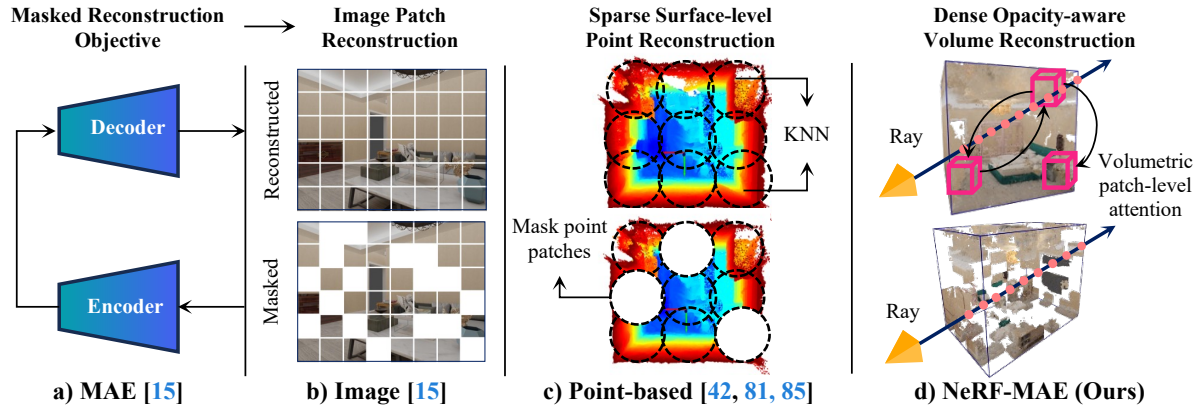 Masked Reconstruction
Objective
Image Patch
Reconstruction
Sparse Surface-level
Point Reconstruction
Dense Opacity-aware
Volume Reconstruction
Decoder
Encoder
Reconstructed
Masked
KNN
Mask point
patches
Ray
Volumetric
patch-level
attention
Ray
a) MAE [15]
b) Image [15]
c) Point-based [42, 81, 85]
d) NeRF-MAE (Ours)